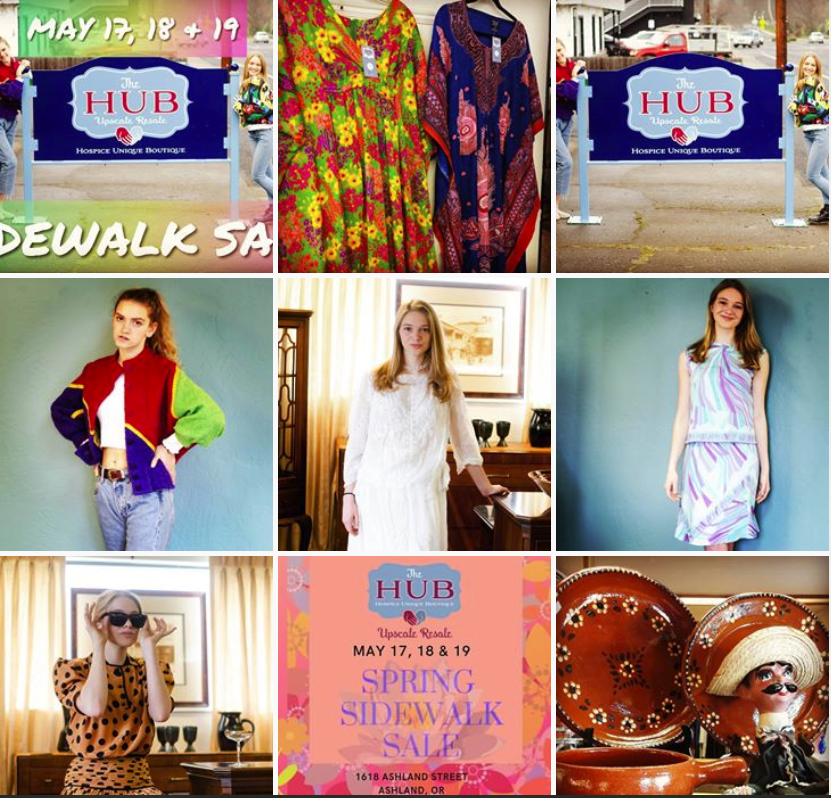 MAY 17, 18 & 19
The
HUB
Upscale Resale
HOSPICE UNIQUE BOUTIQUE
DEWALK SA
The
HUB
Upscale Resale
HOSPICE UNIQUE BOUTIQUE
The
HUB
HOSPICE UNIQUE BOUTIQUE
Upscale Resale
MAY 17, 18 & 19
SPRING
SIDEWALK
SALE
1618 ASHLAND STREET
ASHLAND, OR